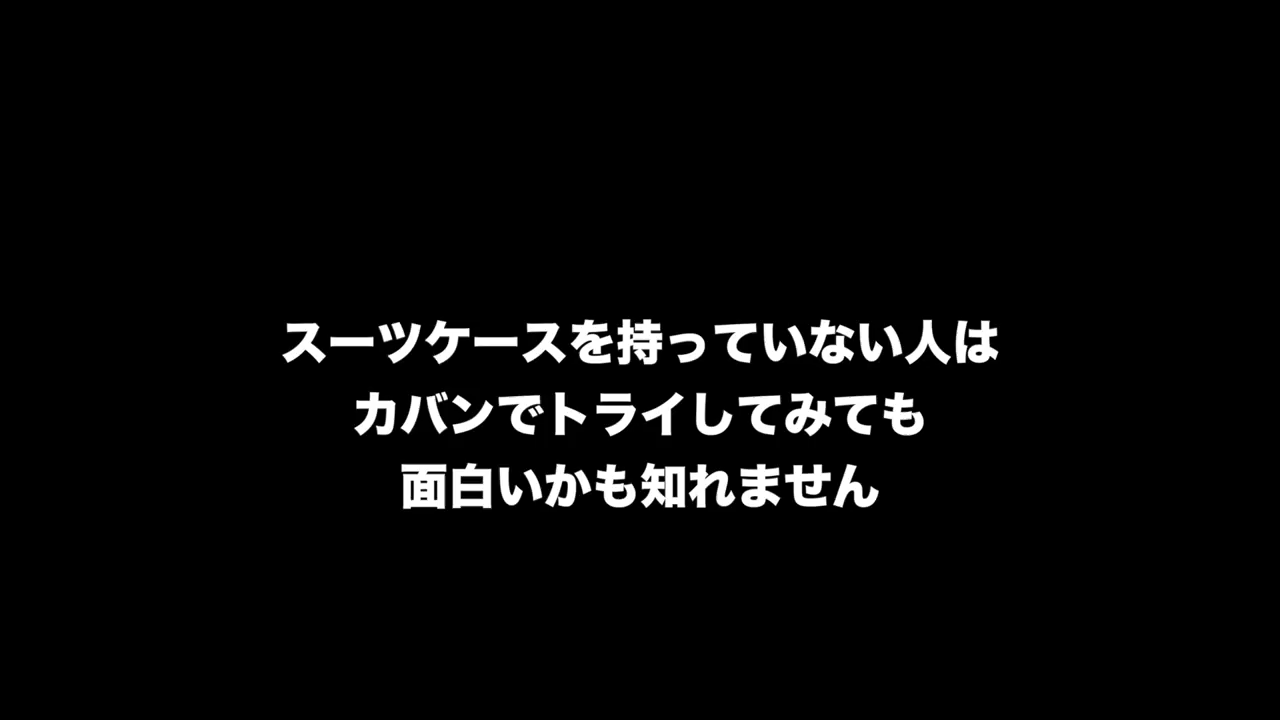 スーツケースを持っていない人は
カバンでトライしてみても
面白いかも知れません